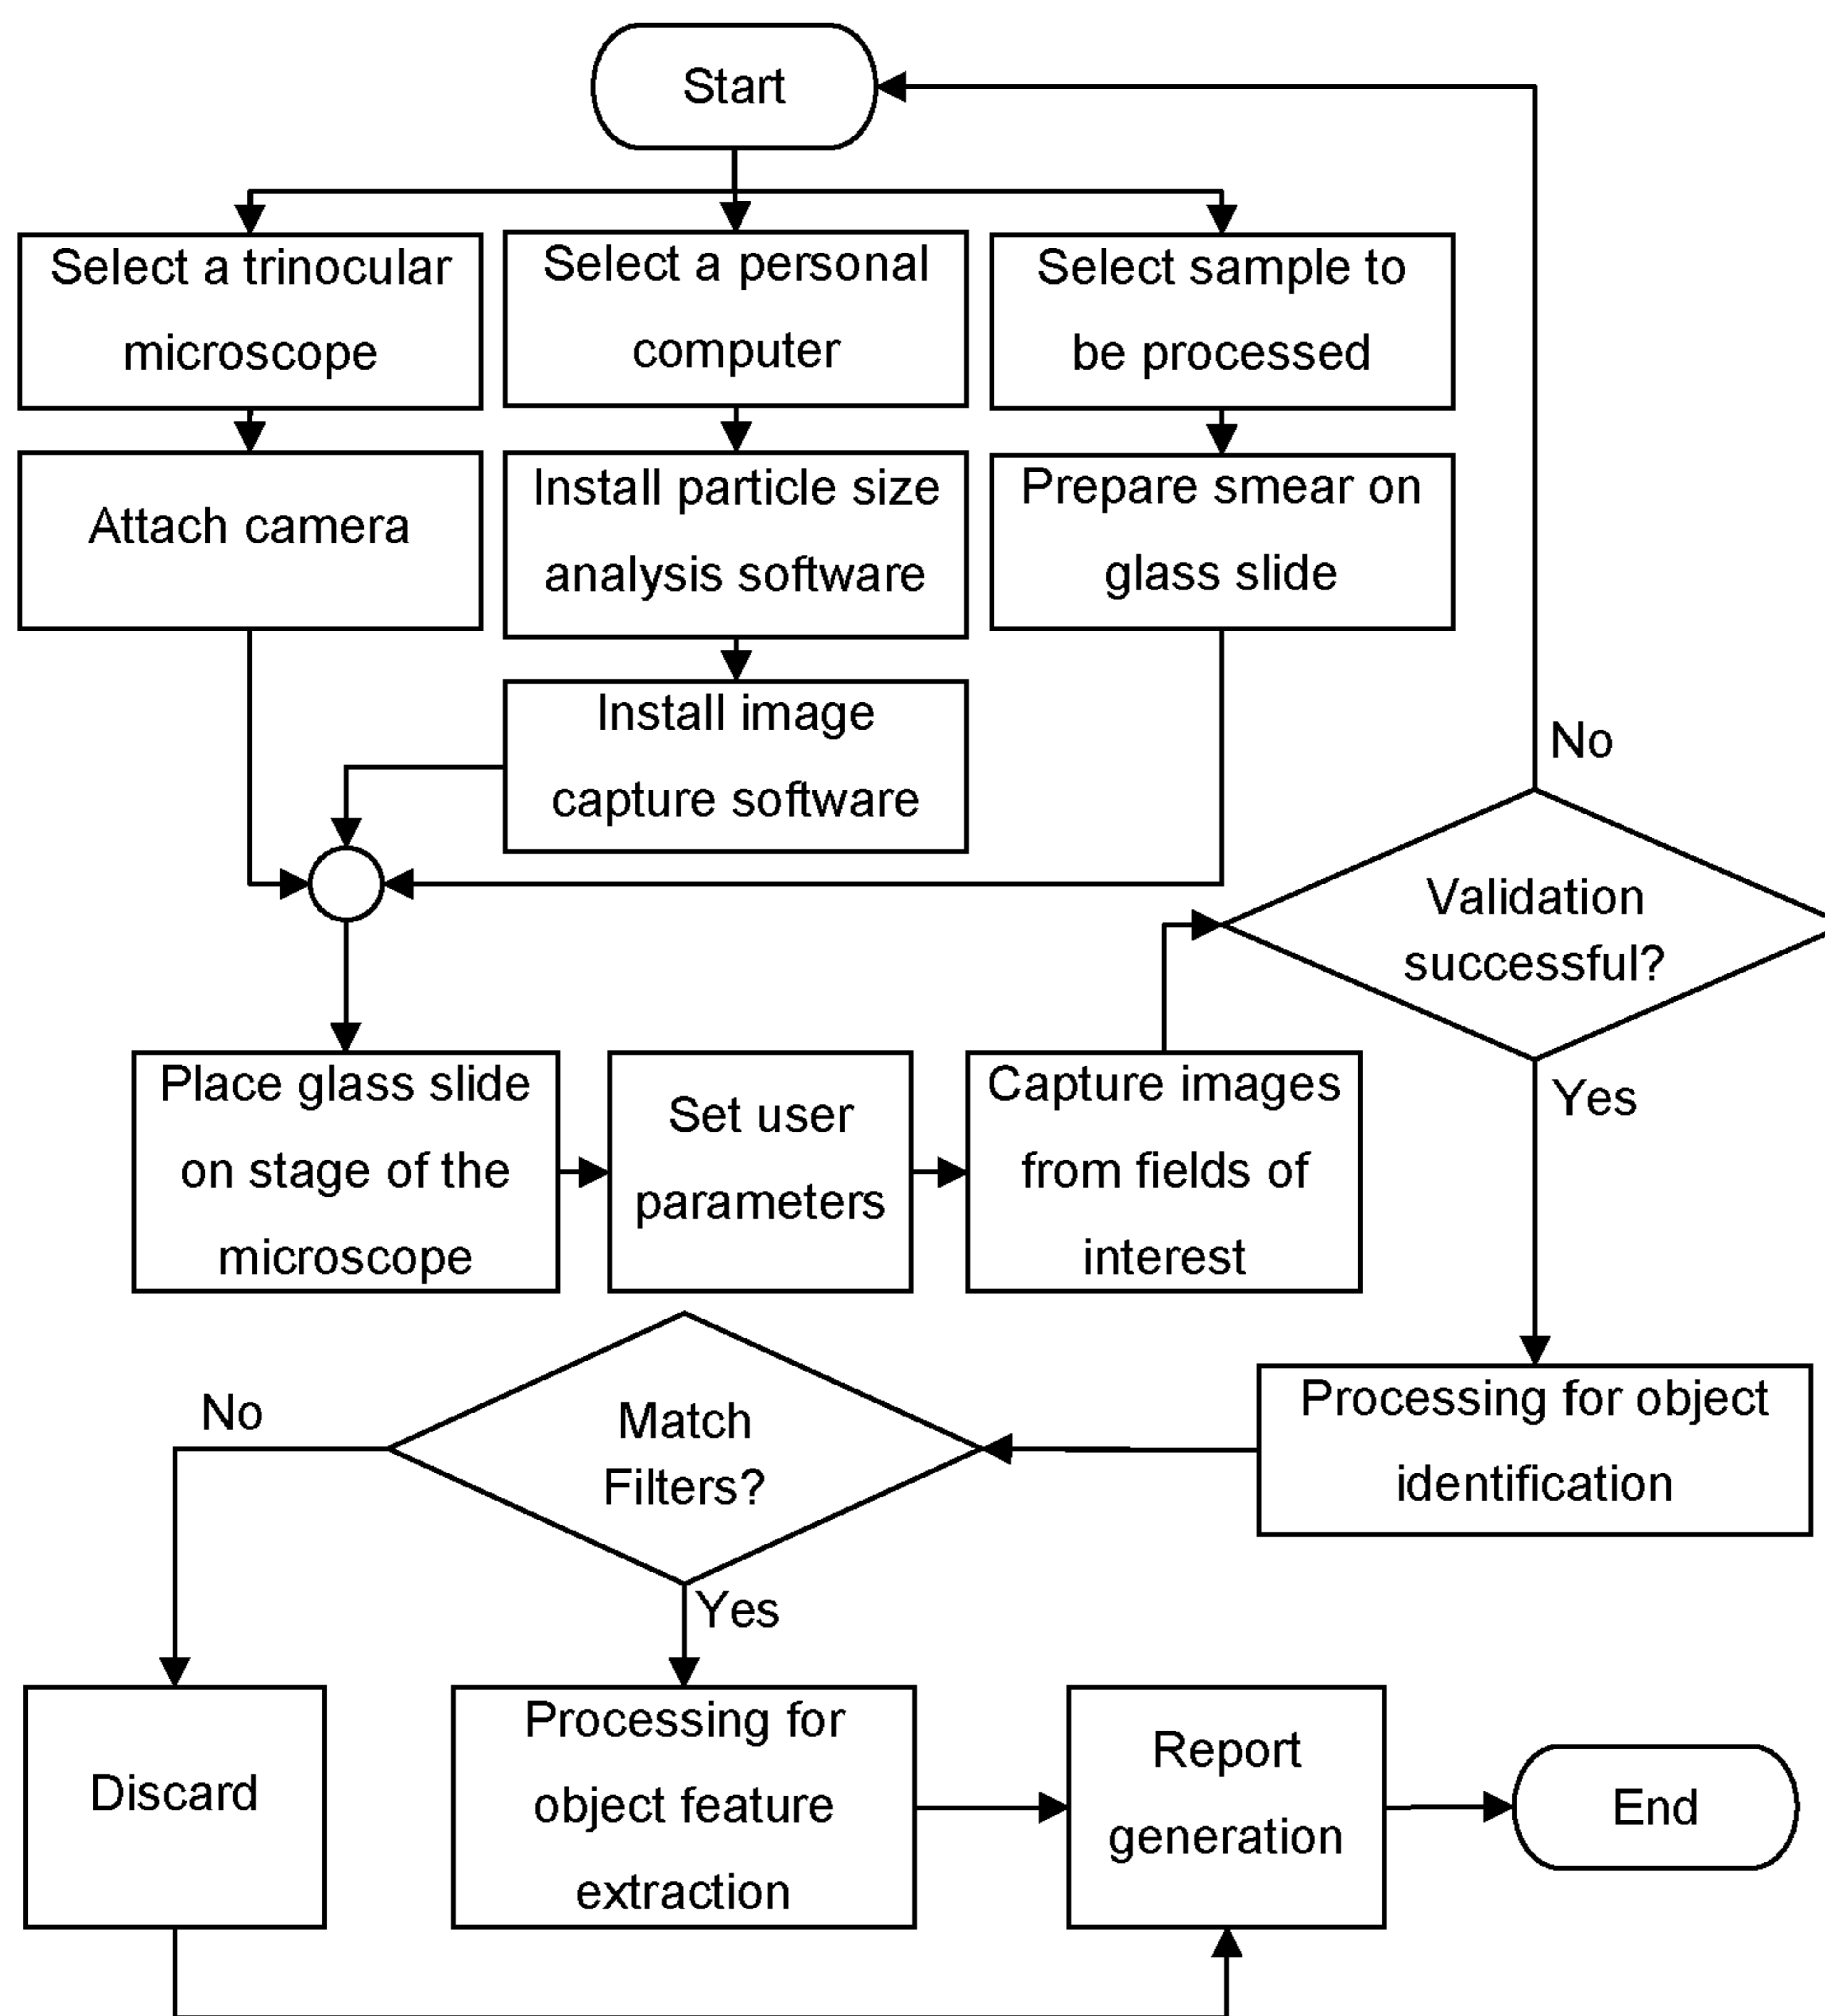 Start
Select a trinocular
microscope
Select a personal
computer
Select sample to
be processed
Attach camera
Install particle size
analysis software
Prepare smear on
glass slide
Install image
capture software
No
Validation
successful?
Yes
Place glass slide
on stage of the
microscope
Set user
parameters
Capture images
from fields of
interest
Processing for object
identification
Match
Filters?
No
Yes
Discard
Processing for
object feature
extraction
Report
generation
End